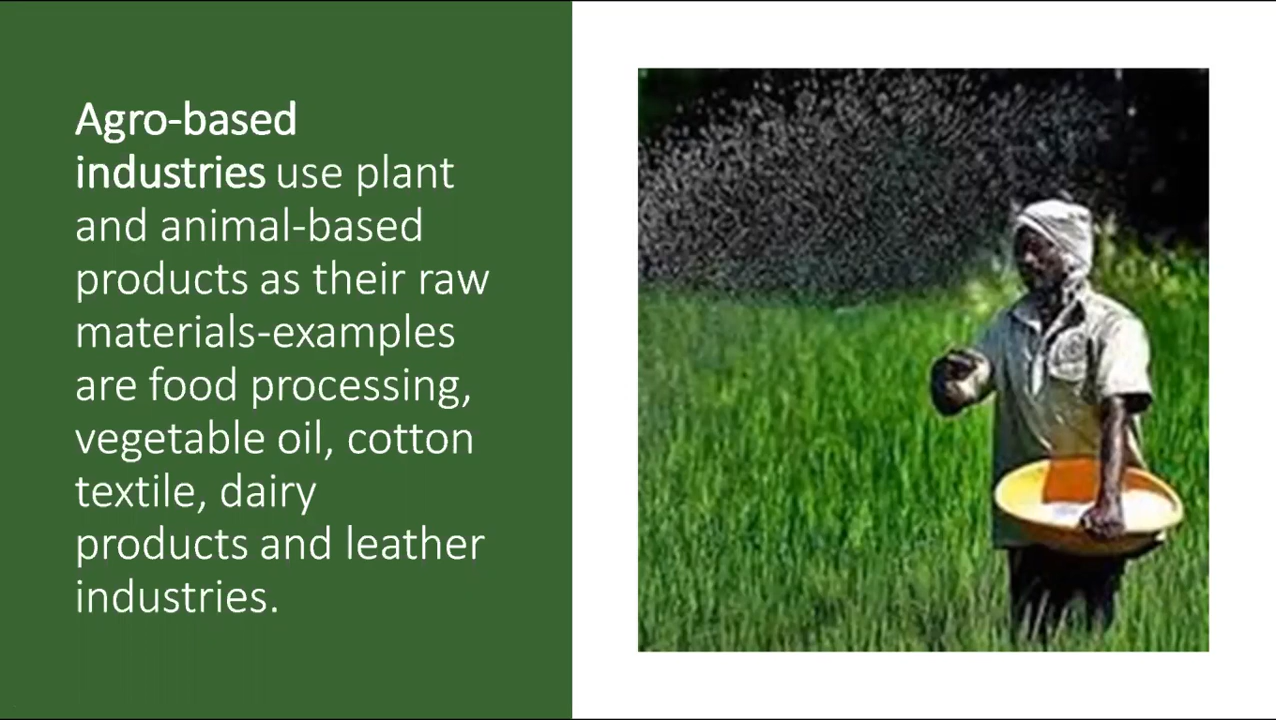 Agro-based
industries use plant
and animal-based
products as their raw
materials-examples
are food processing,
vegetable oil, cotton
textile, dairy
products and leather
industries.